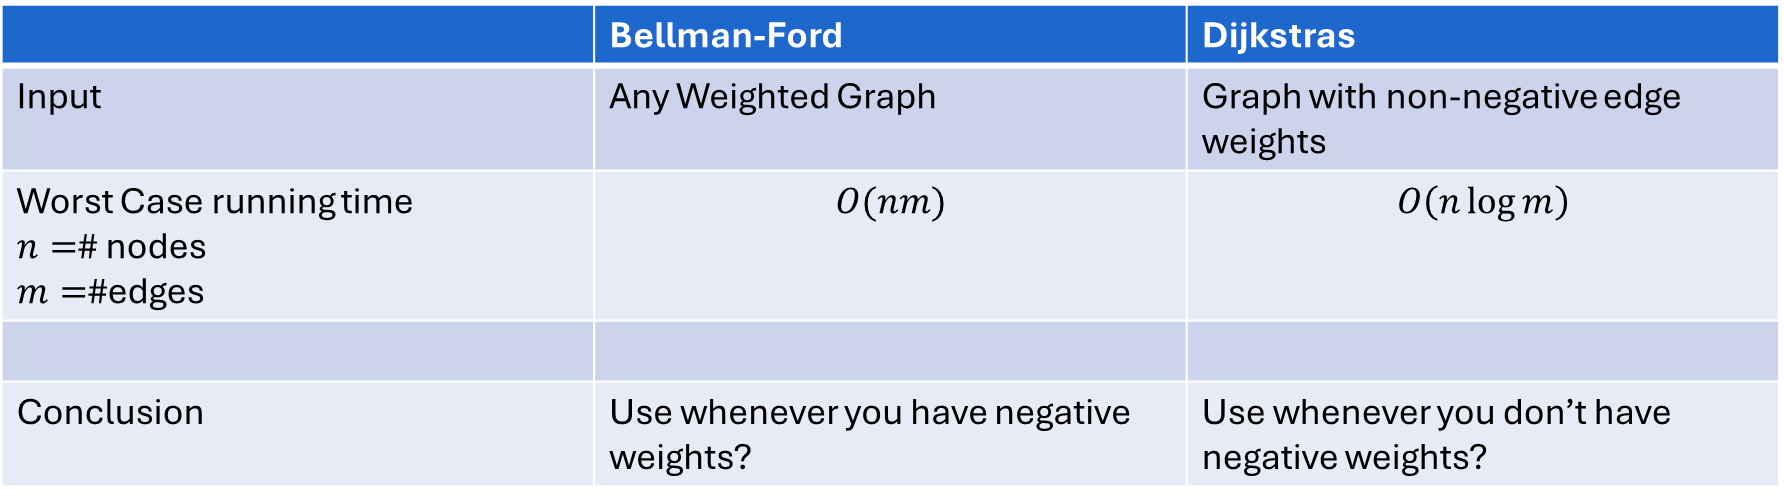 Bellman-Ford
Dijkstras
Input
Any Weighted Graph
Graph with non-negative edge
weights
Worst Case running time
n =# nodes
m =#edges
O(nm)
O(n log m)
Conclusion
Use whenever you have negative
weights?
Use whenever you don’t have
negative weights?